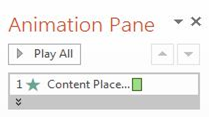 Animation Pane
Play All
1 Content Place...